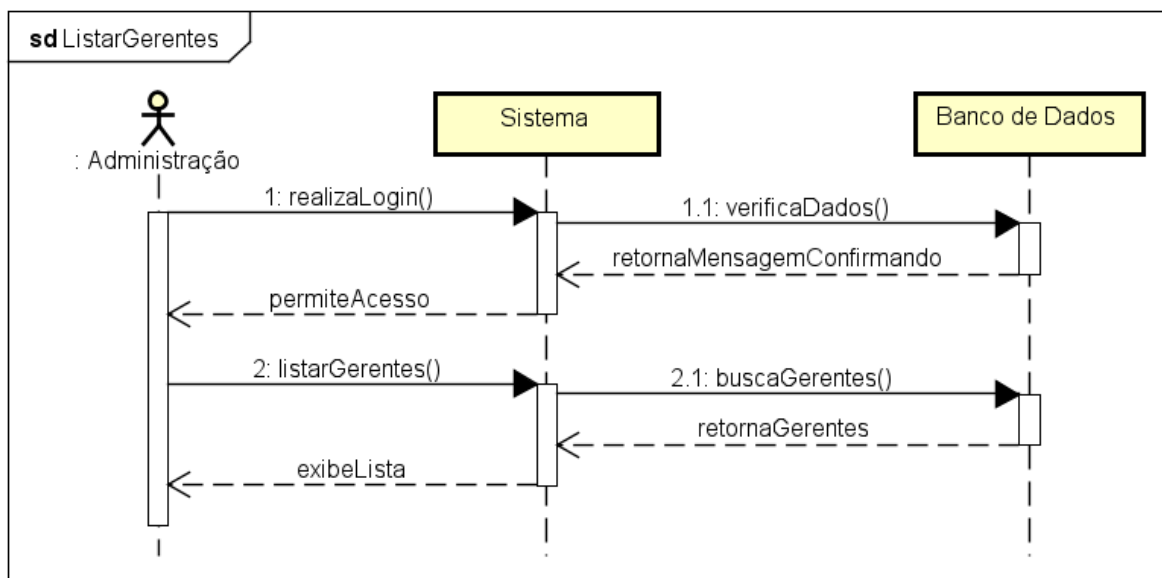 sd ListarGerentes
: Administração
Sistema
Banco de Dados
1: realizaLogin()
1.1: verificaDados()
retornaMensagemConfirmando
permiteAcesso
2: listarGerentes()
2.1: buscaGerentes()
retornaGerentes
exibeLista